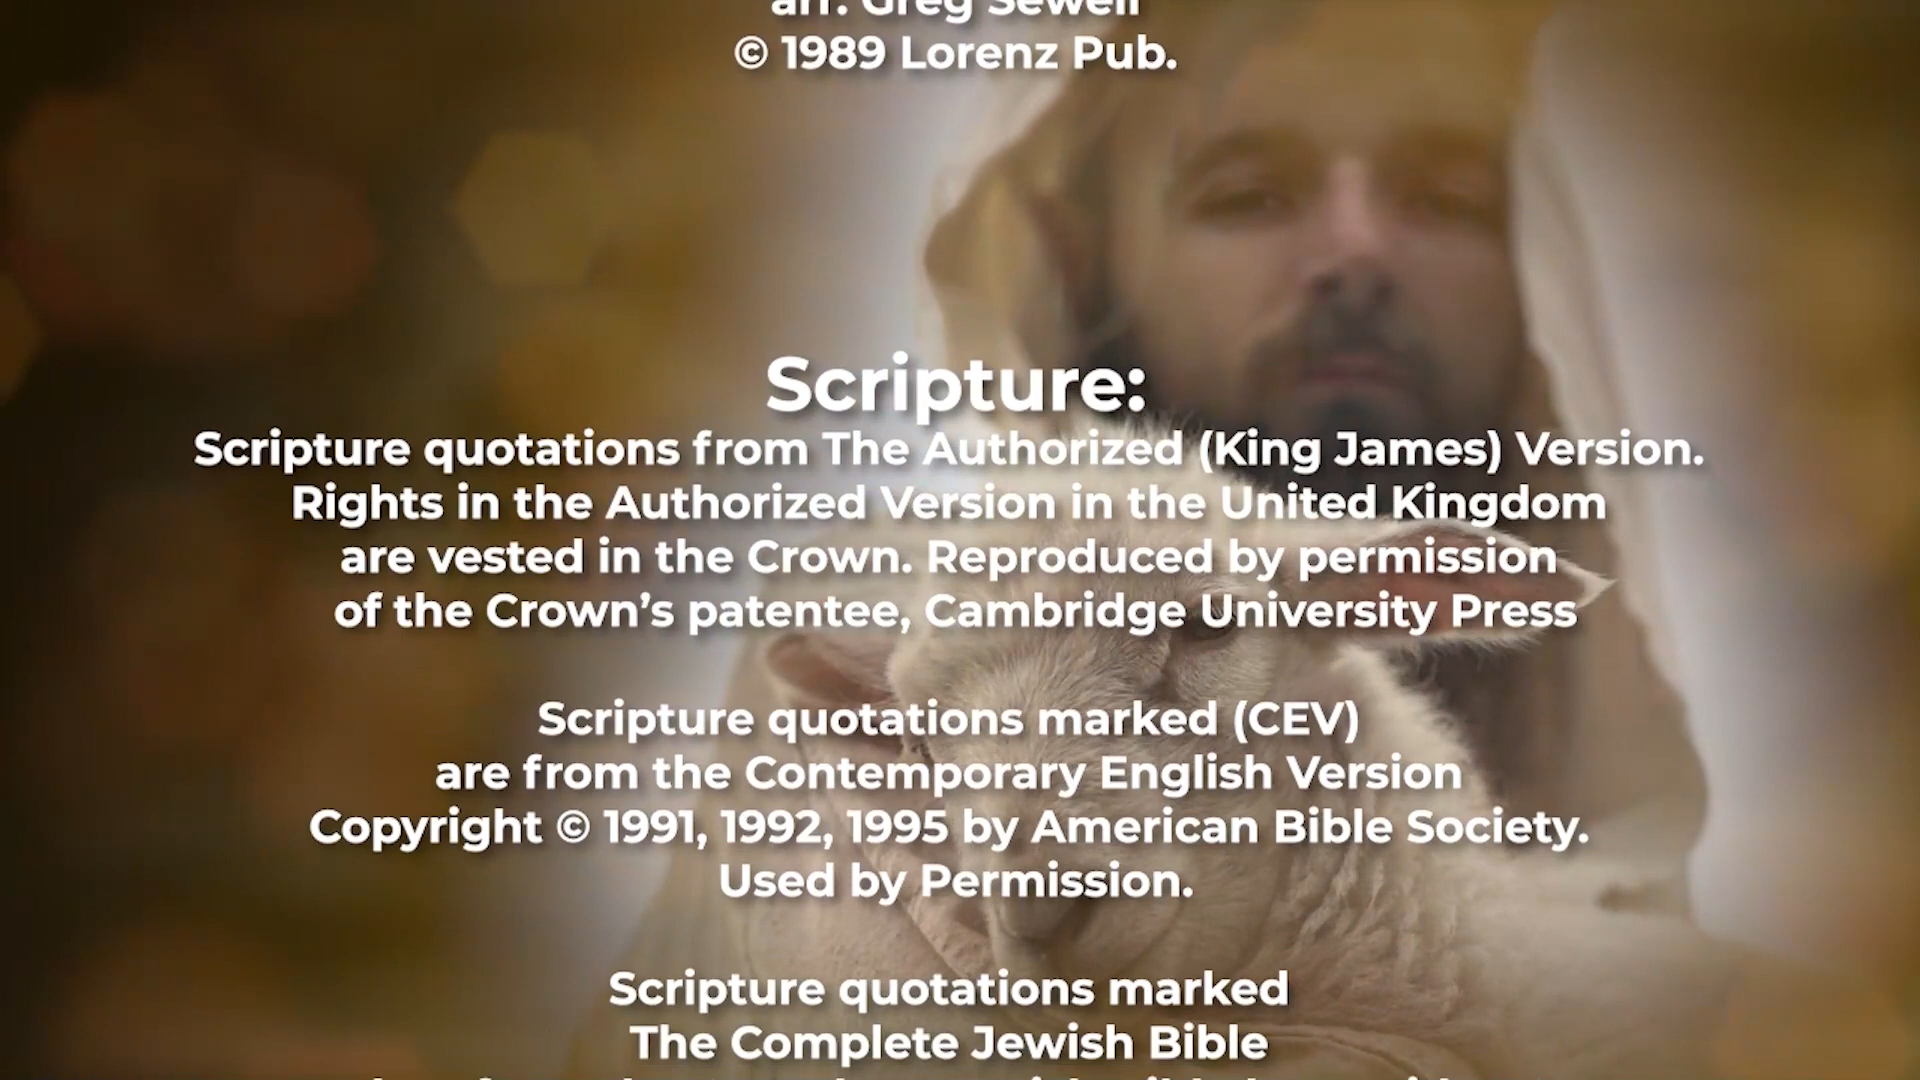 arr. Greg Sewell
© 1989 Lorenz Pub.
Scripture:
Scripture quotations from The Authorized (King James) Version.
Rights in the Authorized Version in the United Kingdom
are vested in the Crown. Reproduced by permission
of the Crown’s patentee, Cambridge University Press
Scripture quotations marked (CEV)
are from the Contemporary English Version
Copyright © 1991, 1992, 1995 by American Bible Society.
Used by Permission.
Scripture quotations marked
The Complete Jewish Bible